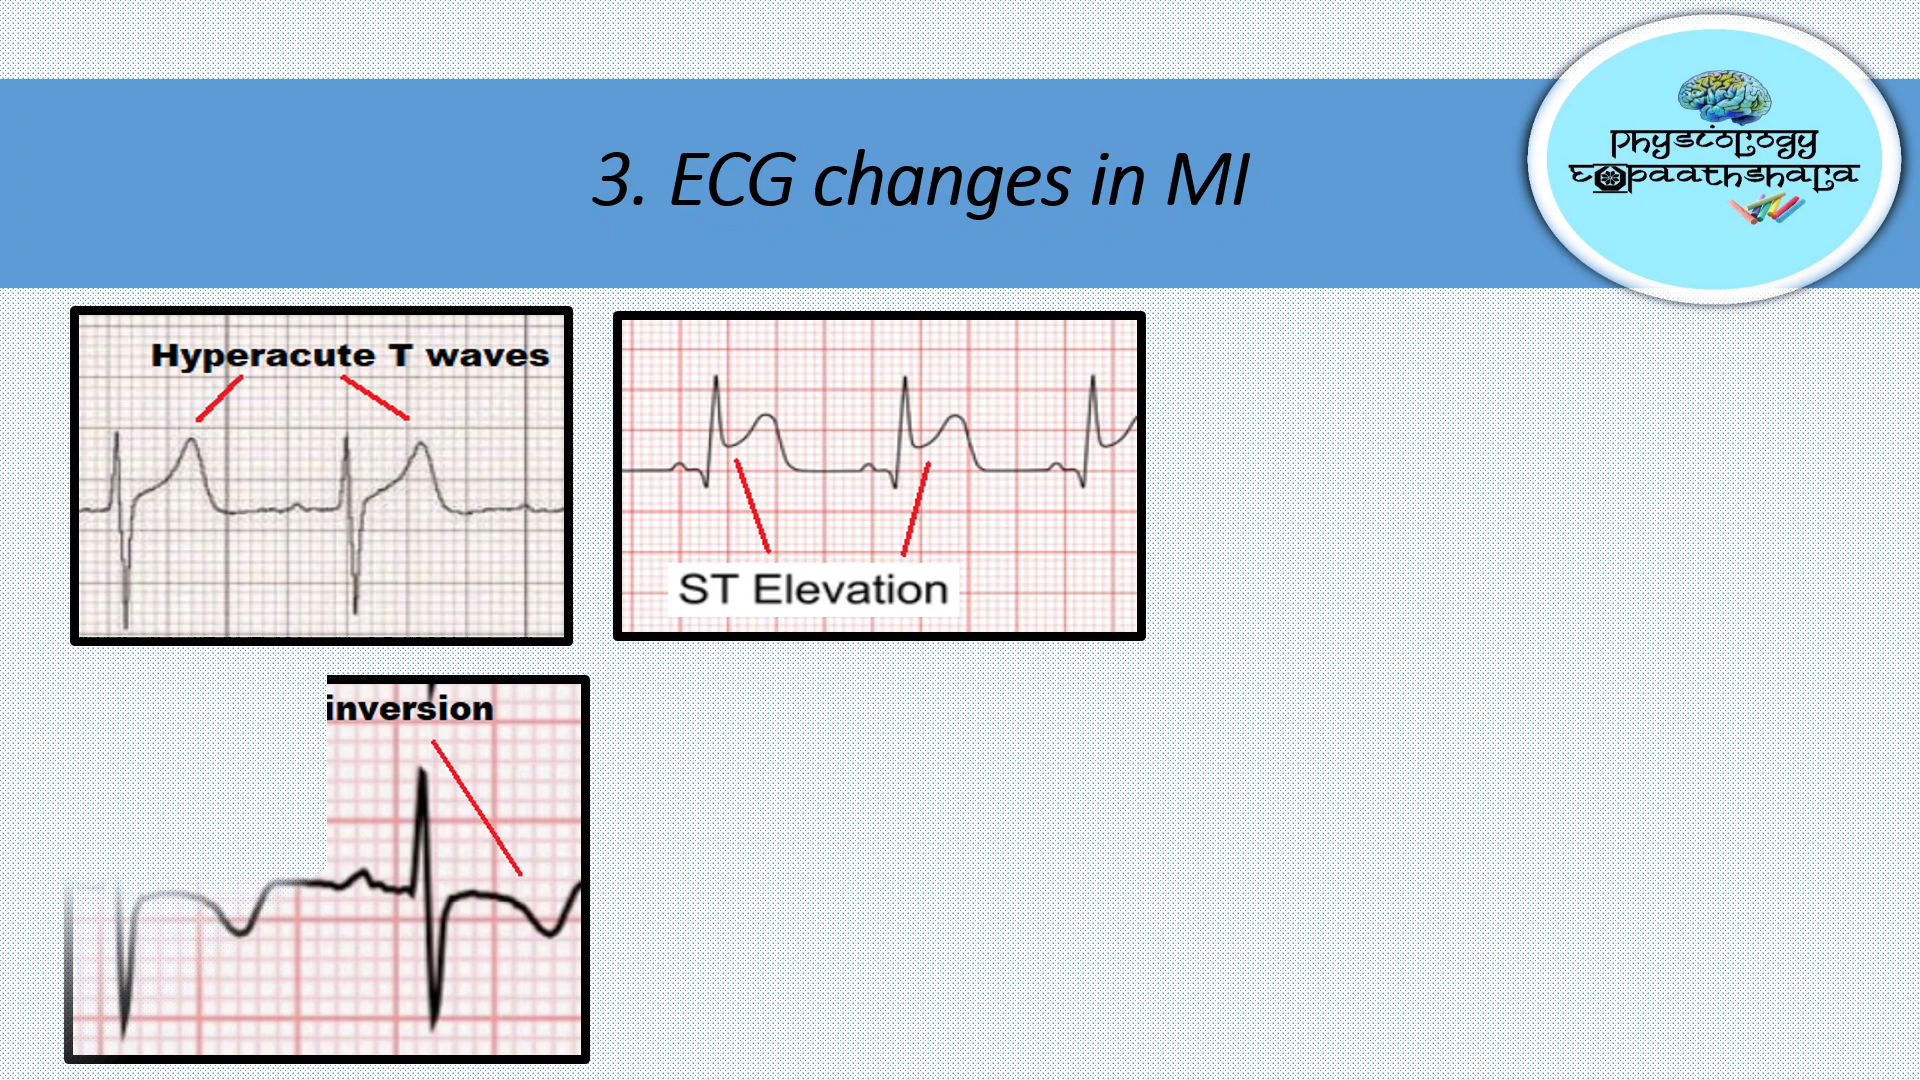 3. ECG changes in MI
Physiology
E-paathshala
Hyperacute T waves
ST Elevation
inversion